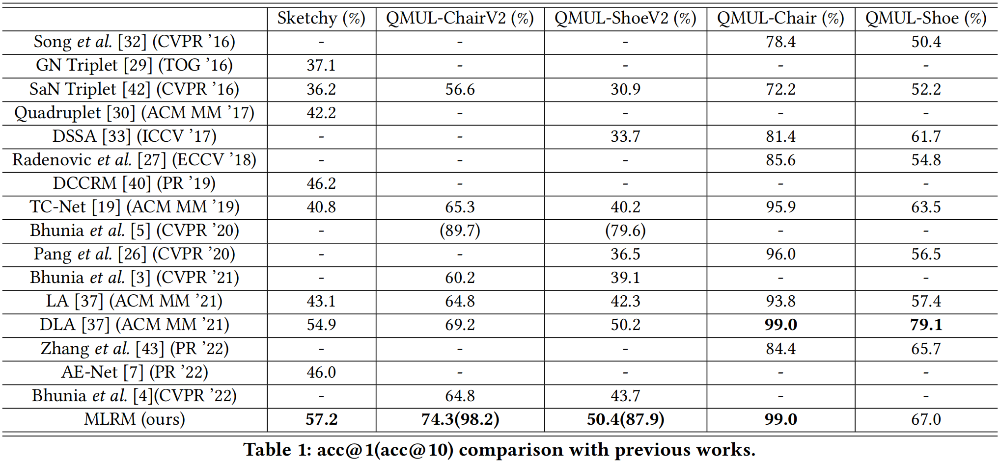 Sketchy (%) QMUL-ChairV2 (%) QMUL-ShoeV2 (%) QMUL-Chair (%) QMUL-Shoe (%)
Song et al. [32] (CVPR ’16) - - - 78.4 50.4
GN Triplet [29] (TOG ’16) 37.1 - - - -
SaN Triplet [42] (CVPR ’16) 36.2 56.6 30.9 72.2 52.2
Quadruplet [30] (ACM MM ’17) 42.2 - - - -
DSSA [33] (ICCV ’17) - - 33.7 81.4 61.7
Radenovic et al. [27] (ECCV ’18) - - - 85.6 54.8
DCCRM [40] (PR ’19) 46.2 - - - -
TC-Net [19] (ACM MM ’19) 40.8 65.3 40.2 95.9 63.5
Bhunia et al. [5] (CVPR ’20) - (89.7) (79.6) - -
Pang et al. [26] (CVPR ’20) - - 36.5 96.0 56.5
Bhunia et al. [3] (CVPR ’21) - 60.2 39.1 - -
LA [37] (ACM MM ’21) 43.1 64.8 42.3 93.8 57.4
DLA [37] (ACM MM ’21) 54.9 69.2 50.2 99.0 79.1
Zhang et al. [43] (PR ’22) - - - 84.4 65.7
AE-Net [7] (PR ’22) 46.0 - - - -
Bhunia et al. [4](CVPR ’22) - 64.8 43.7 - -
MLRM (ours) 57.2 74.3(98.2) 50.4(87.9) 99.0 67.0
Table 1: acc@1(acc@10) comparison with previous works.